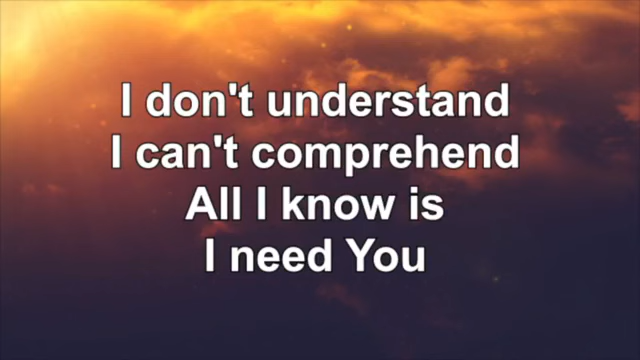 I don't understand
I can't comprehend
All I know is
I need You